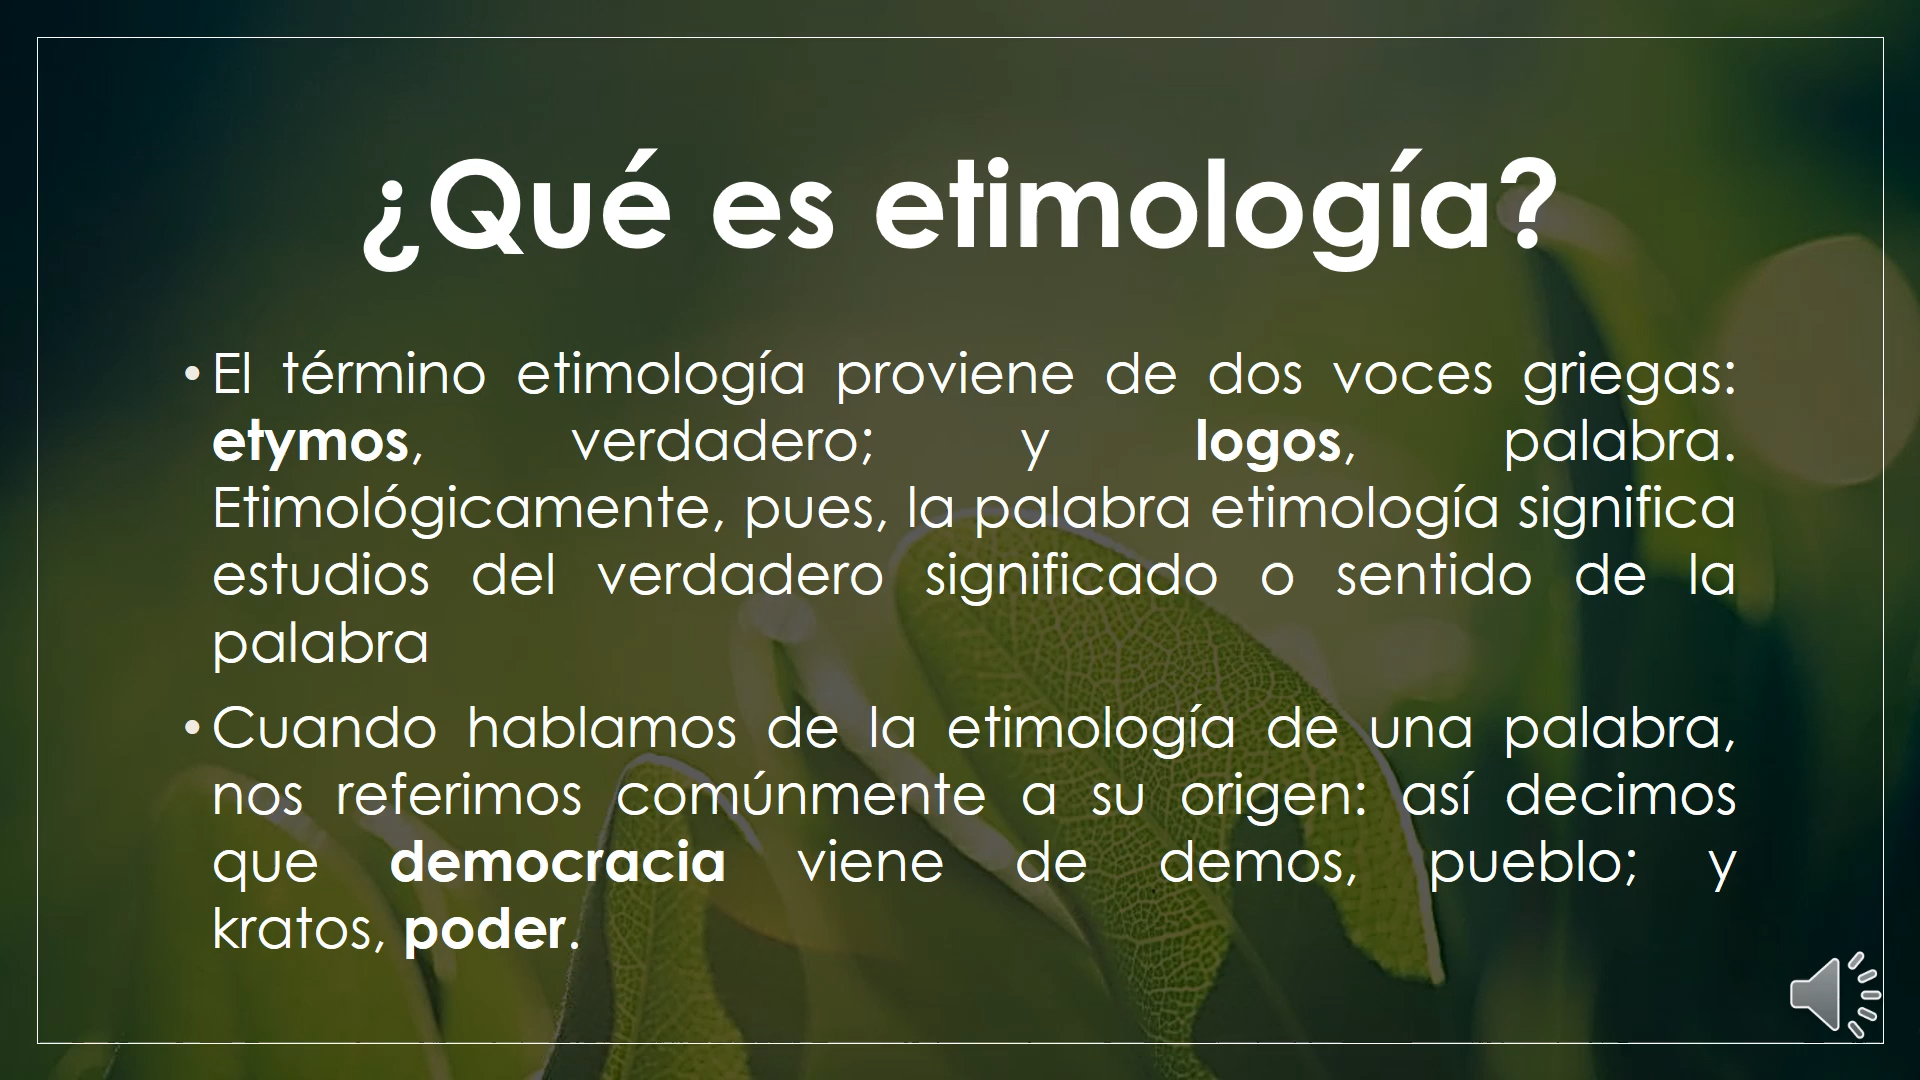 ¿Qué es etimología?
• El término etimología proviene de dos voces griegas:
etymos, verdadero; y logos, palabra.
Etimológicamente, pues, la palabra etimología significa
estudios del verdadero significado o sentido de la
palabra
• Cuando hablamos de la etimología de una palabra,
nos referimos comúnmente a su origen: así decimos
que democracia viene de demos, pueblo; y
kratos, poder.